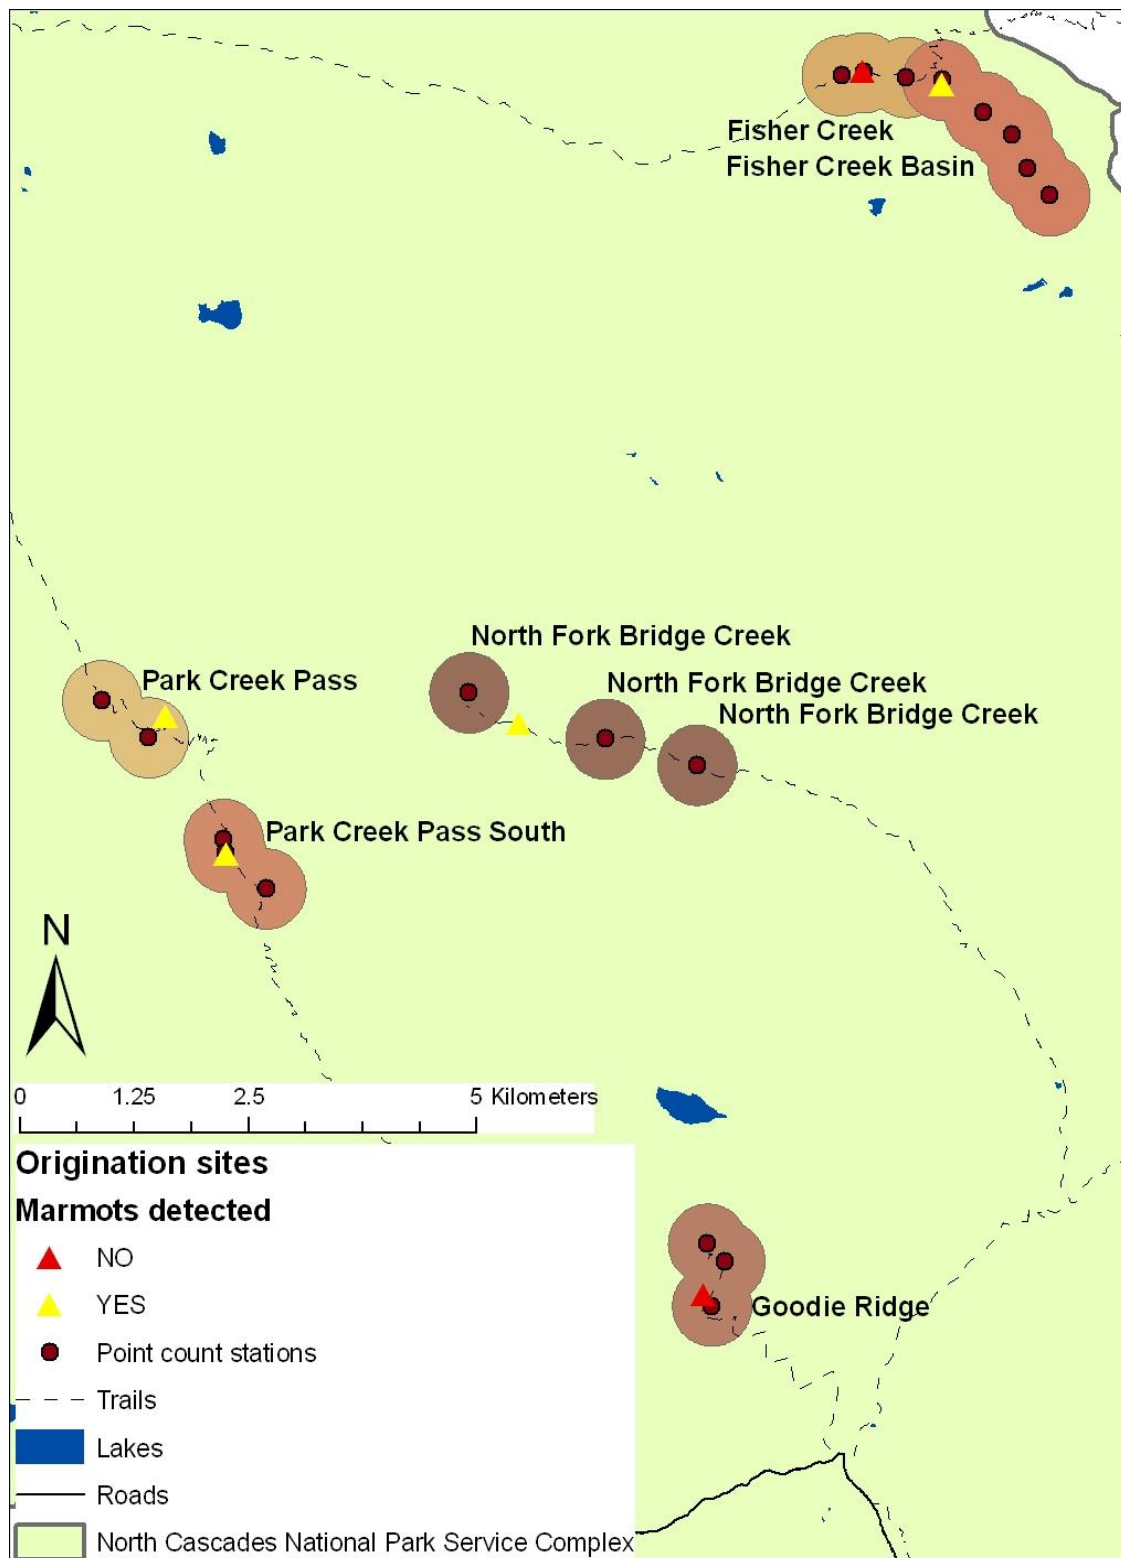 Fisher Creek
Fisher Creek Basin
North Fork Bridge Creek
Park Creek Pass
North Fork Bridge Creek
North Fork Bridge Creek
Park Creek Pass South
N
0 1.25 2.5 5 Kilometers
Origination sites
Marmots detected
NO
YES
Point count stations
Goodie Ridge
Trails
Lakes
Roads
North Cascades National Park Service Complex